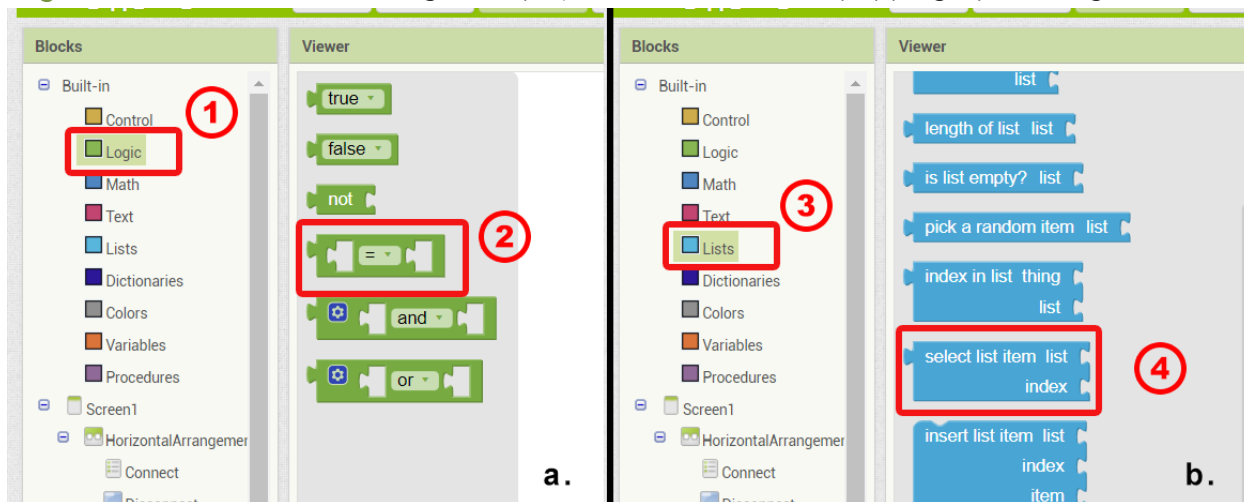 Blocks
Viewer
Built-in
Control
1
Logic
Math
Text
Lists
Dictionaries
Colors
Variables
Procedures
Screen1
HorizontalArrangemer
Connect
true
false
not
=
2
and
or
a.
Blocks
Viewer
Built-in
Control
Logic
Math
Text
3
Lists
Dictionaries
Colors
Variables
Procedures
Screen1
HorizontalArrangemer
Connect
list
length of list list
is list empty? list
pick a random item list
index in list thing
list
select list item list
index
4
insert list item list
index
item
b.